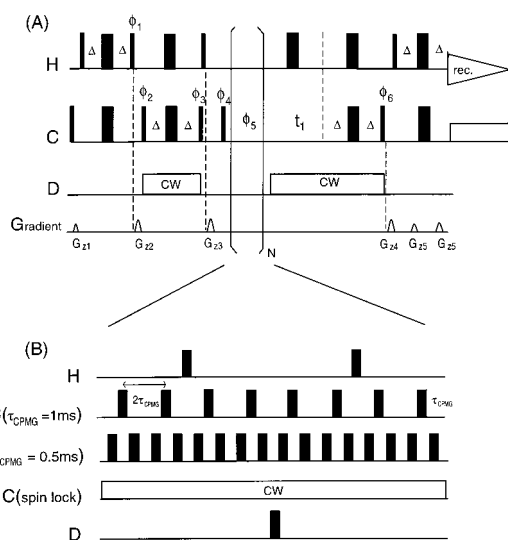 (A)
ϕ1
H Δ Δ Δ Δ rec.
ϕ2 ϕ3 ϕ4 ϕ5 ϕ6
C Δ Δ t1 Δ Δ
D CW CW
Gradient
Gz1 Gz2 Gz3 Gz4 Gz5 Gz5
N
(B)
H
(τCPMG =1ms) 2τCPMG τCPMG
CPMG = 0.5ms)
C(spin lock) CW
D